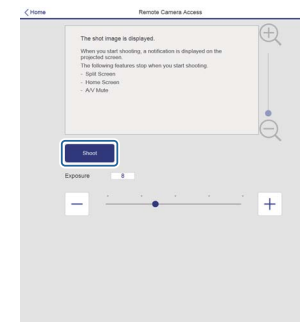 < Home
Remote Camera Access
The shot image is displayed.
When you start shooting, a notification is displayed on the
projected screen.
The following features stop when you start shooting.
- Split Screen
- Home Screen
- A/V Mute
Shoot
Exposure 8